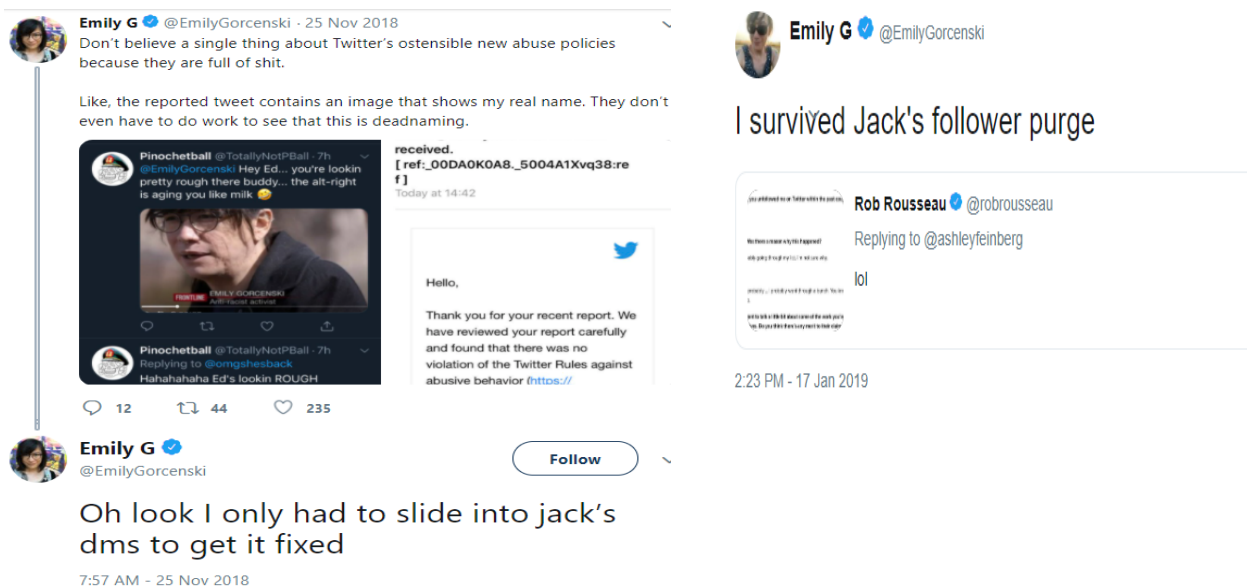 Emily G @EmilyGorcenski · 25 Nov 2018
Don't believe a single thing about Twitter's ostensible new abuse policies
because they are full of shit.
Like, the reported tweet contains an image that shows my real name. They don't
even have to do work to see that this is deadnaming.
Pinochetball @TotallyNotPBall · 7h
@EmilyGorcenski Hey Ed... you're lookin
pretty rough there buddy... the alt-right
is aging you like milk 🤣
FRONTLINE
EMILY GORCENSKI
Anti-racist activist
Pinochetball @TotallyNotPBall · 7h
Replying to @omgshesback
Hahahahaha Ed's lookin ROUGH
received.
[ ref:_00DA0K0A8._5004A1Xvq38:re
f ]
Today at 14:42
Hello,
Thank you for your recent report. We
have reviewed your report carefully
and found that there was no
violation of the Twitter Rules against
abusive behavior (https://
12 44 235
Emily G
@EmilyGorcenski
Follow
Oh look I only had to slide into jack's
dms to get it fixed
7:57 AM - 25 Nov 2018
Emily G @EmilyGorcenski
I survived Jack's follower purge
Rob Rousseau @robrousseau
Replying to @ashleyfeinberg
lol
2:23 PM - 17 Jan 2019